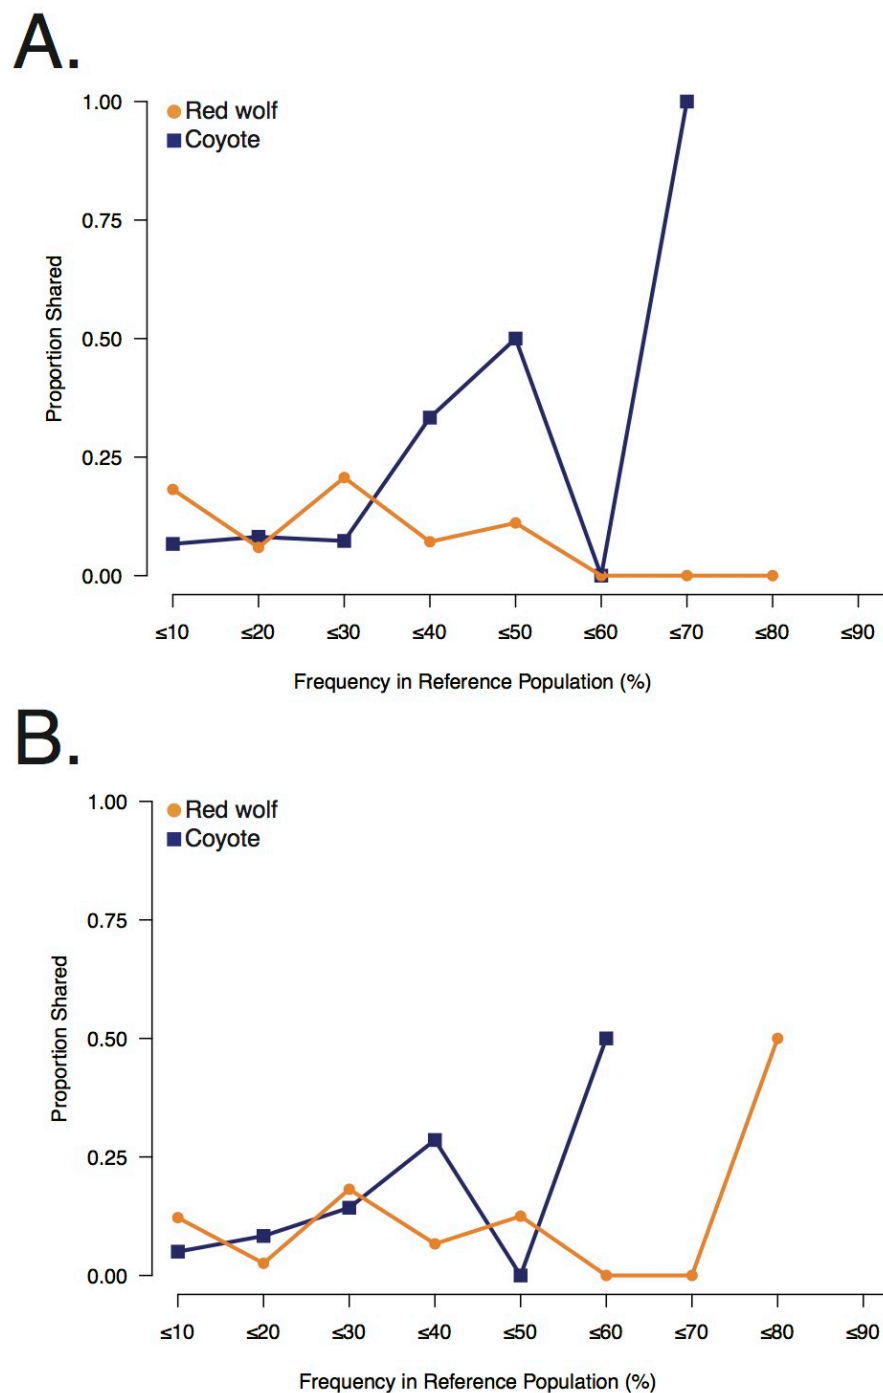 A.
Red wolf
Coyote
1.00
0.75
0.50
0.25
0.00
Proportion Shared
≤10 ≤20 ≤30 ≤40 ≤50 ≤60 ≤70 ≤80 ≤90
Frequency in Reference Population (%)
B.
Red wolf
Coyote
1.00
0.75
0.50
0.25
0.00
Proportion Shared
≤10 ≤20 ≤30 ≤40 ≤50 ≤60 ≤70 ≤80 ≤90
Frequency in Reference Population (%)